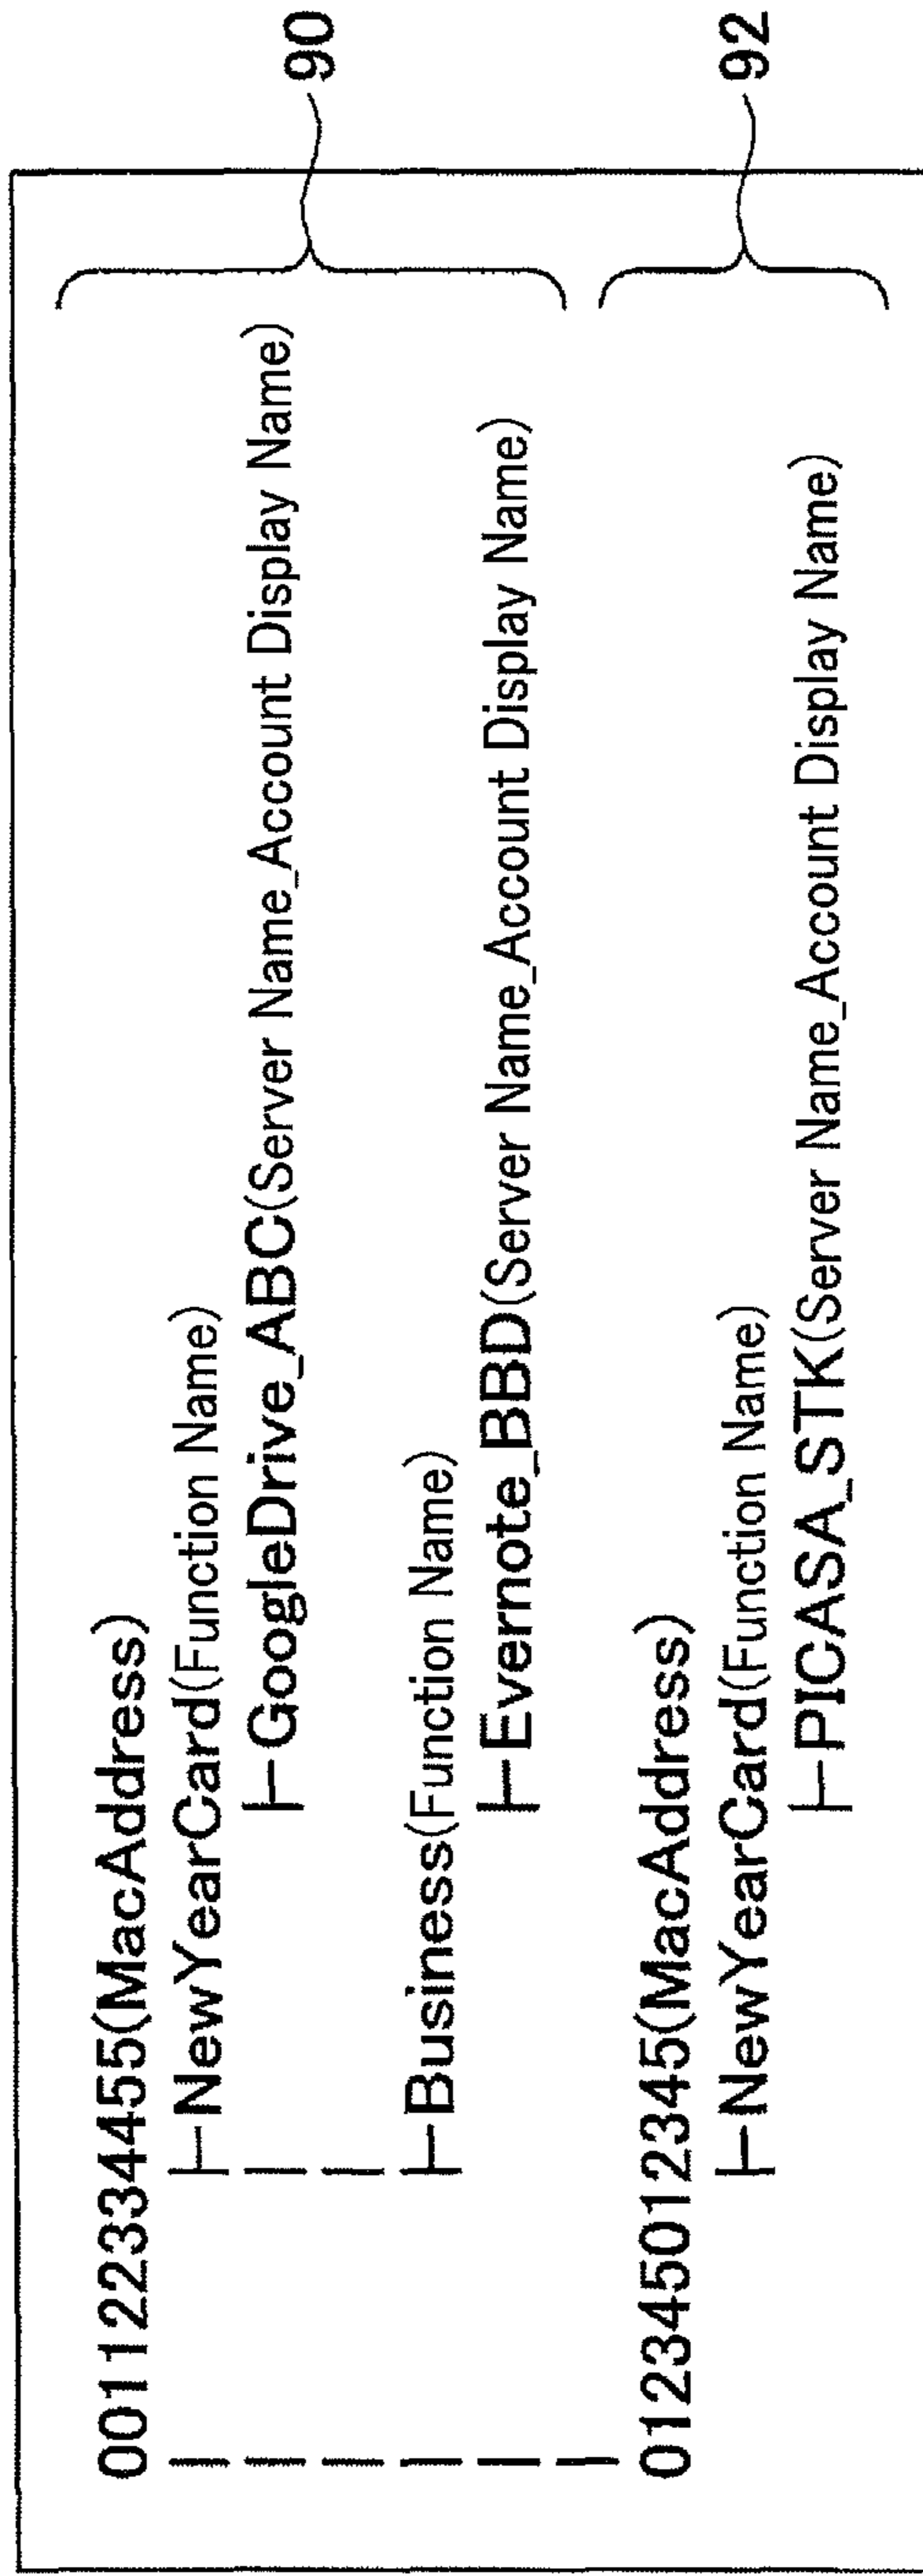 001122334455(MacAddress)
├─NewYearCard(Function Name)
├─GoogleDrive_ABC(Server Name_Account Display Name)
├─Business(Function Name)
├─Evernote_BBD(Server Name_Account Display Name)
90
012345012345(MacAddress)
├─NewYearCard(Function Name)
├─PICASA_STK(Server Name_Account Display Name)
92